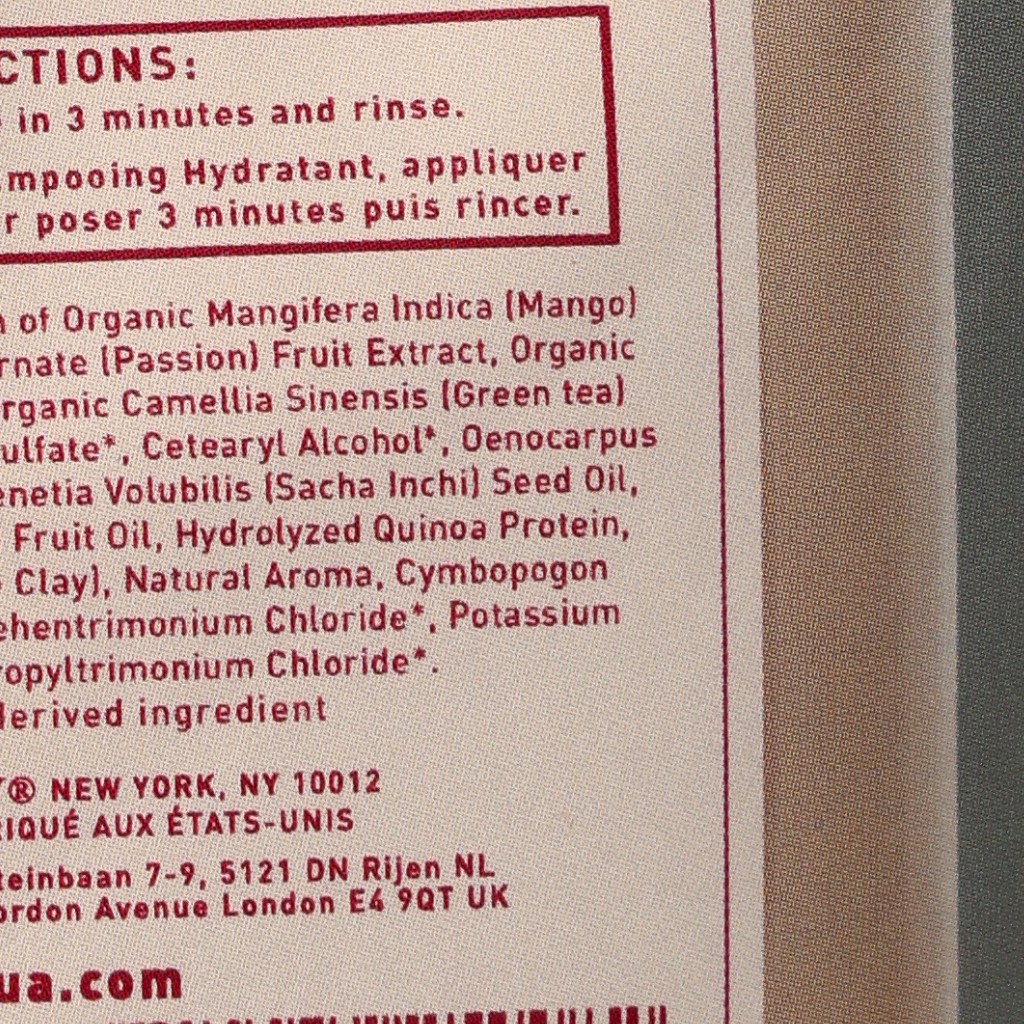 CTIONS:
in 3 minutes and rinse.
mpooing Hydratant, appliquer
r poser 3 minutes puis rincer.
of Organic Mangifera Indica (Mango)
rnate (Passion) Fruit Extract, Organic
rganic Camellia Sinensis (Green tea)
ulfate*, Cetearyl Alcohol*, Oenocarpus
enetia Volubilis (Sacha Inchi) Seed Oil,
Fruit Oil, Hydrolyzed Quinoa Protein,
Clay), Natural Aroma, Cymbopogon
ehentrimonium Chloride*, Potassium
ropyltrimonium Chloride*.
derived ingredient
® NEW YORK, NY 10012
IQUÉ AUX ÉTATS-UNIS
teinbaan 7-9, 5121 DN Rijen NL
ordon Avenue London E4 9QT UK
ua.com